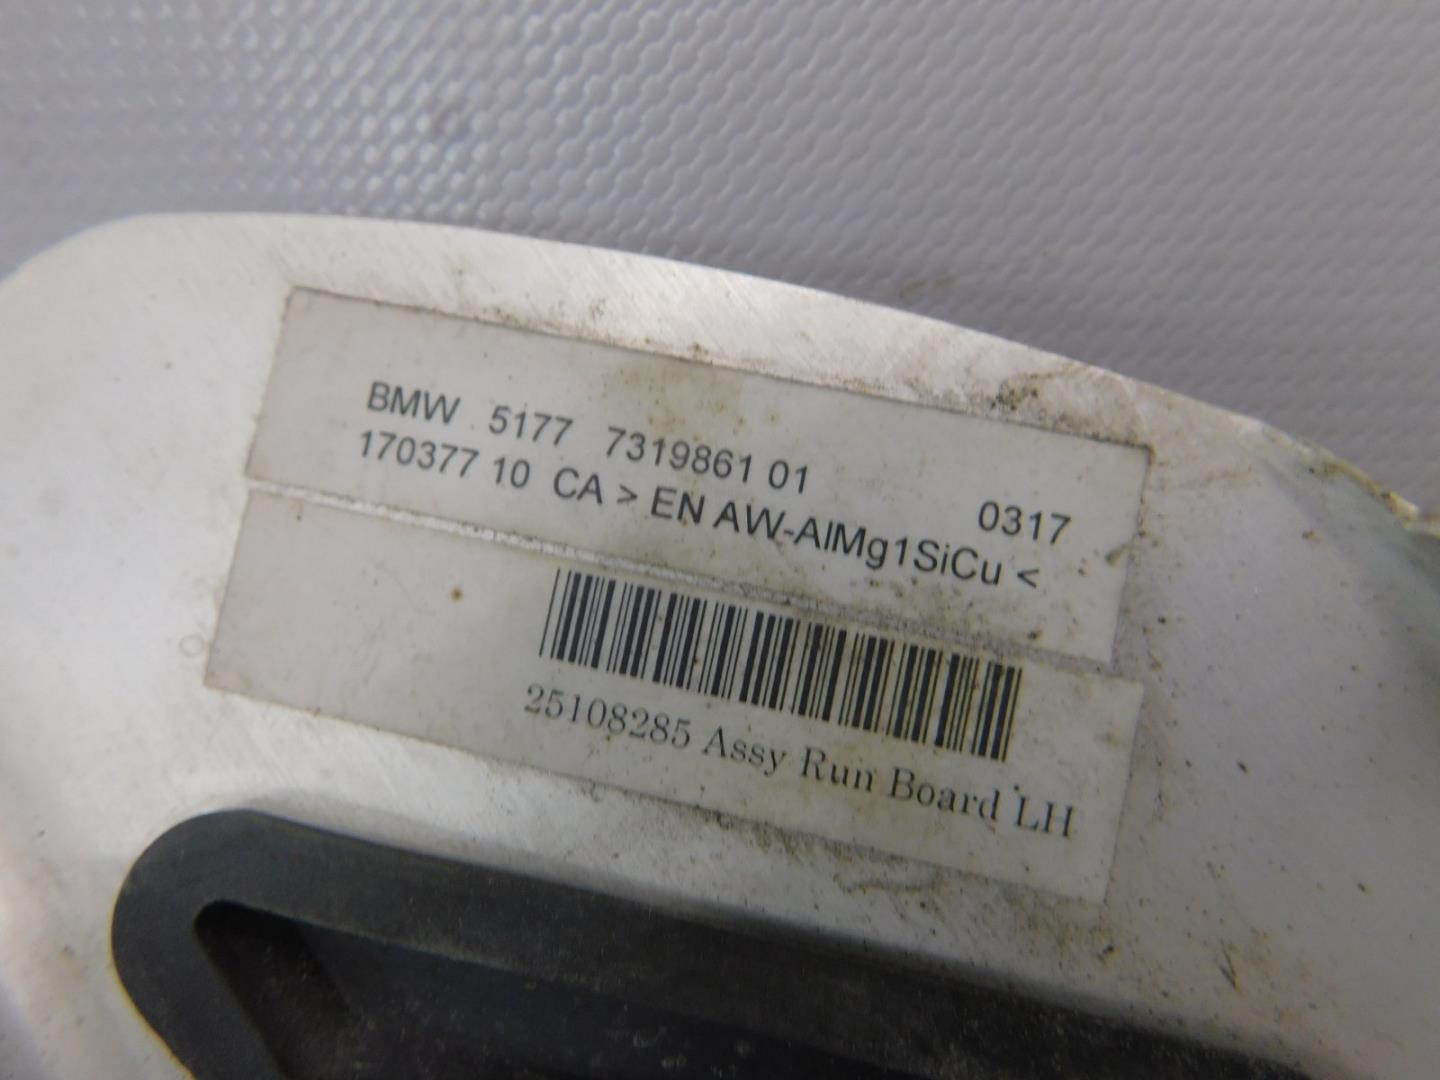 BMW 5177 7319861 01 0317
170377 10 CA > EN AW-AlMg1SiCu <
25108285 Assy Run Board LH